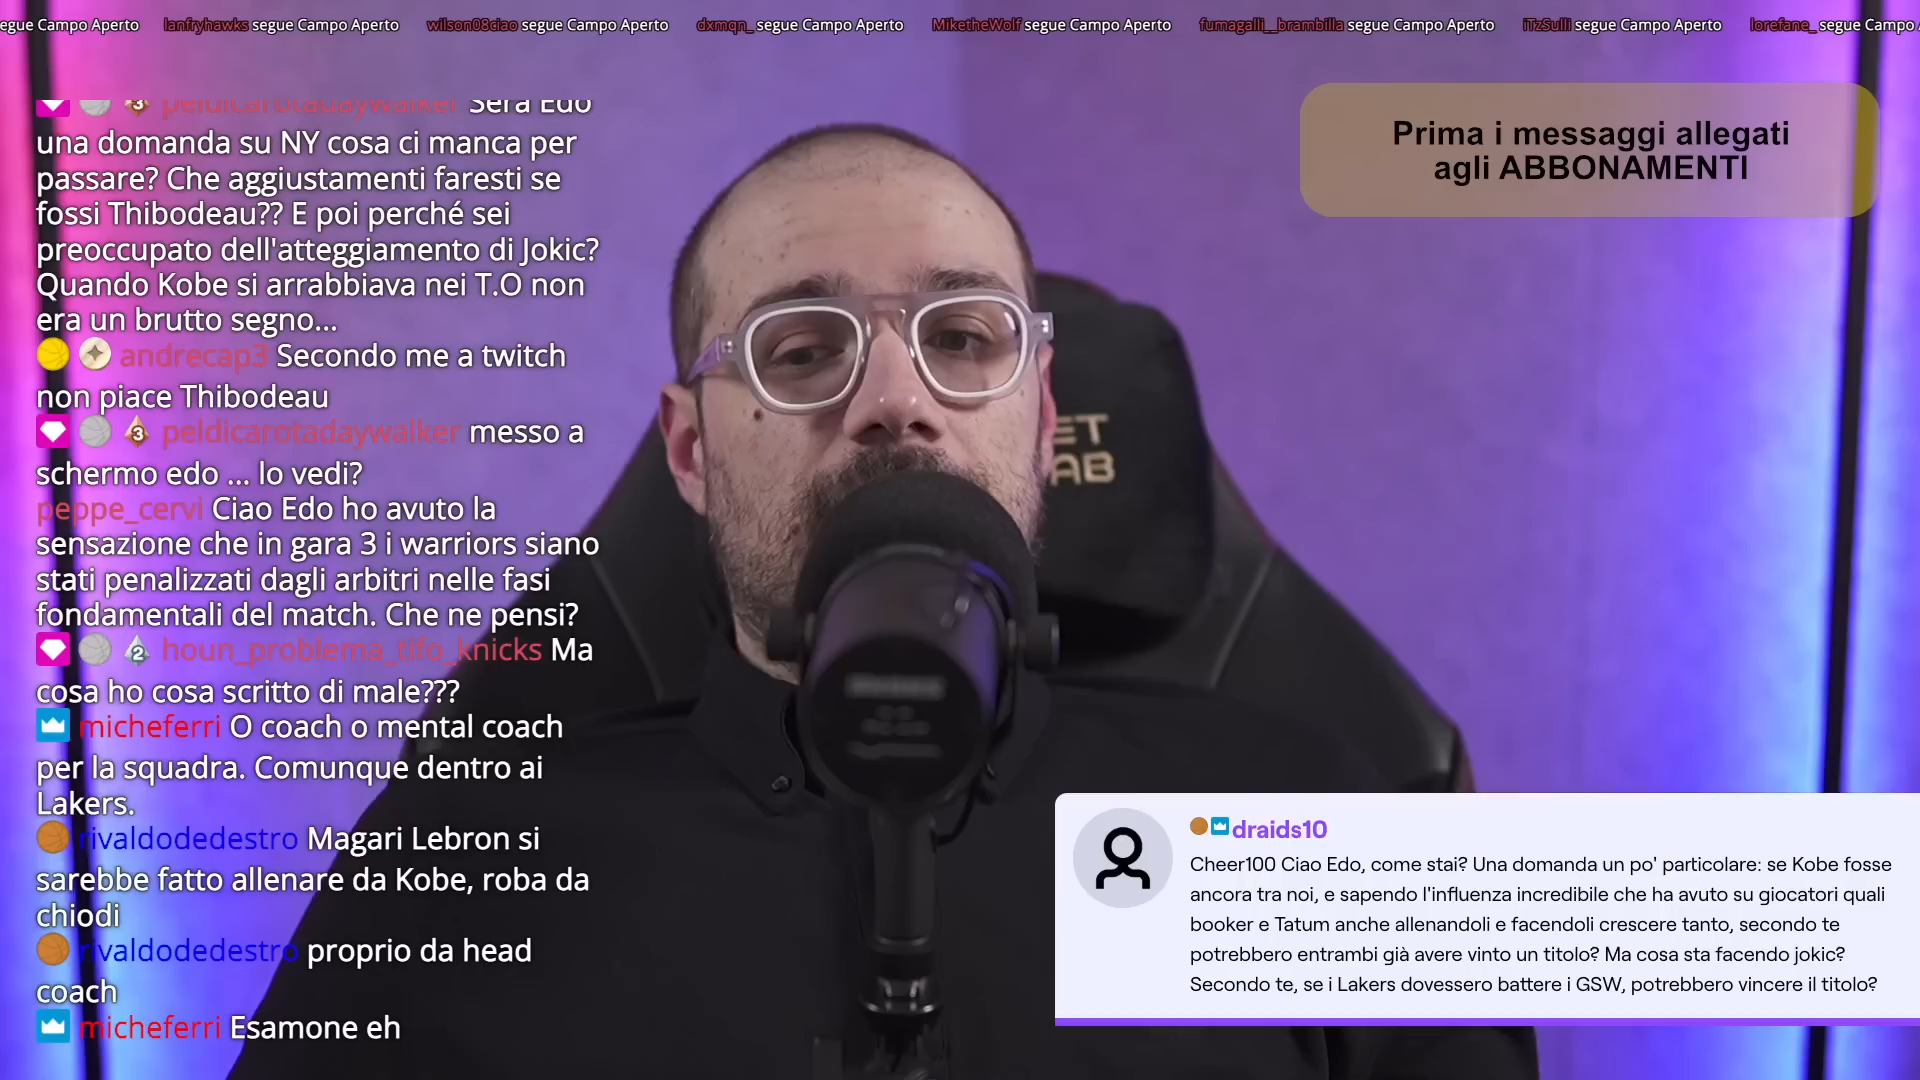 egue Campo Aperto lanfryhawks segue Campo Aperto wilson08ciao segue Campo Aperto dxmqn_ segue Campo Aperto MiketheWolf segue Campo Aperto fumagalli__brambilla segue Campo Aperto iTzSulli segue Campo Aperto lorefane_ segue Campo
Prima i messaggi allegati
agli ABBONAMENTI
3 peldicarotadaywalker Sera Edo
una domanda su NY cosa ci manca per
passare? Che aggiustamenti faresti se
fossi Thibodeau?? E poi perché sei
preoccupato dell'atteggiamento di Jokic?
Quando Kobe si arrabbiava nei T.O non
era un brutto segno...
andrecap3 Secondo me a twitch
non piace Thibodeau
3 peldicarotadaywalker messo a
schermo edo ... lo vedi?
peppe_cervi Ciao Edo ho avuto la
sensazione che in gara 3 i warriors siano
stati penalizzati dagli arbitri nelle fasi
fondamentali del match. Che ne pensi?
2 houn_problema_tifo_knicks Ma
cosa ho cosa scritto di male???
micheferri O coach o mental coach
per la squadra. Comunque dentro ai
Lakers.
rivaldodedestro Magari Lebron si
sarebbe fatto allenare da Kobe, roba da
chiodi
rivaldodedestro proprio da head
coach
micheferri Esamone eh
ET
AB
draids10
Cheer100 Ciao Edo, come stai? Una domanda un po' particolare: se Kobe fosse
ancora tra noi, e sapendo l'influenza incredibile che ha avuto su giocatori quali
booker e Tatum anche allenandoli e facendoli crescere tanto, secondo te
potrebbero entrambi già avere vinto un titolo? Ma cosa sta facendo jokic?
Secondo te, se i Lakers dovessero battere i GSW, potrebbero vincere il titolo?